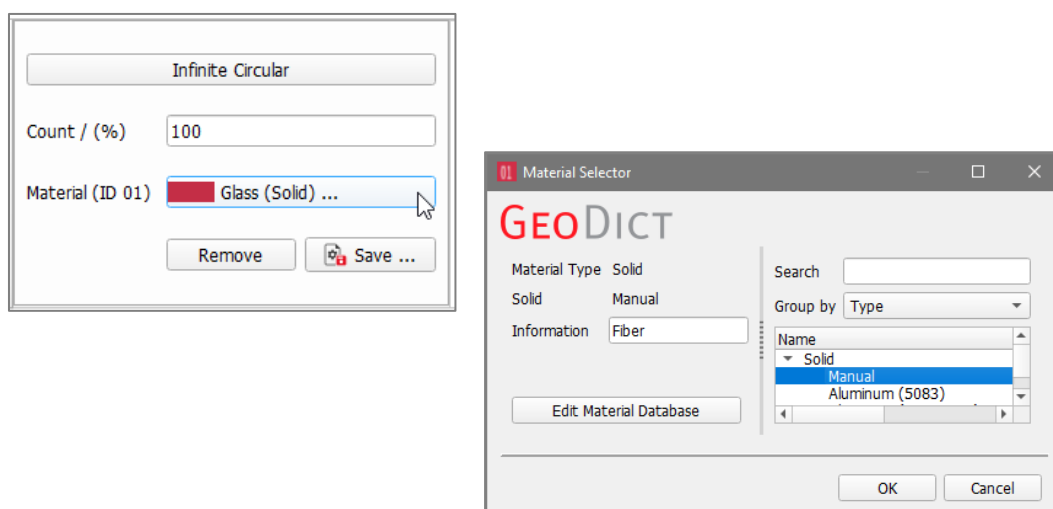 Infinite Circular
Count / (%) 100
Material (ID 01) Glass (Solid) ...
Remove Save ...
01 Material Selector
GEODICT
Material Type Solid
Solid Manual
Information Fiber
Edit Material Database
Search
Group by Type
Name
Solid
Manual
Aluminum (5083)
OK Cancel